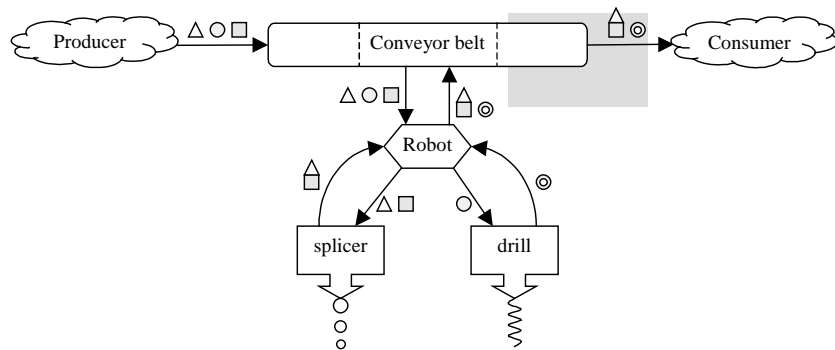 Producer
Conveyor belt
Consumer
Robot
splicer
drill